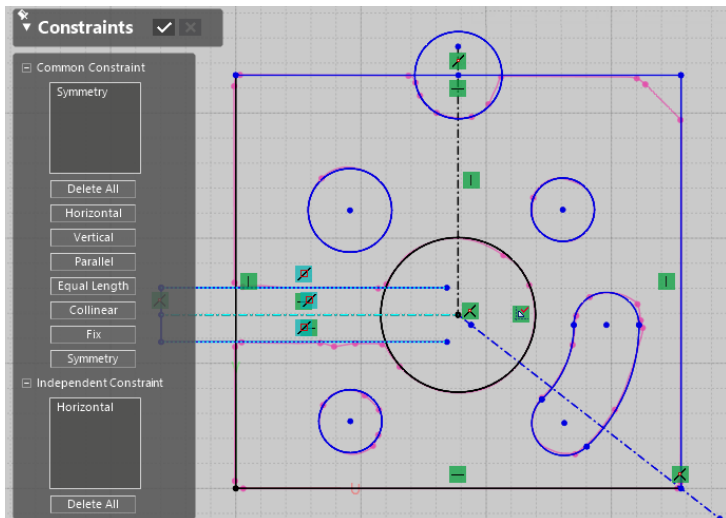 Constraints
Common Constraint
Symmetry
Delete All
Horizontal
Vertical
Parallel
Equal Length
Collinear
Fix
Symmetry
Independent Constraint
Horizontal
Delete All